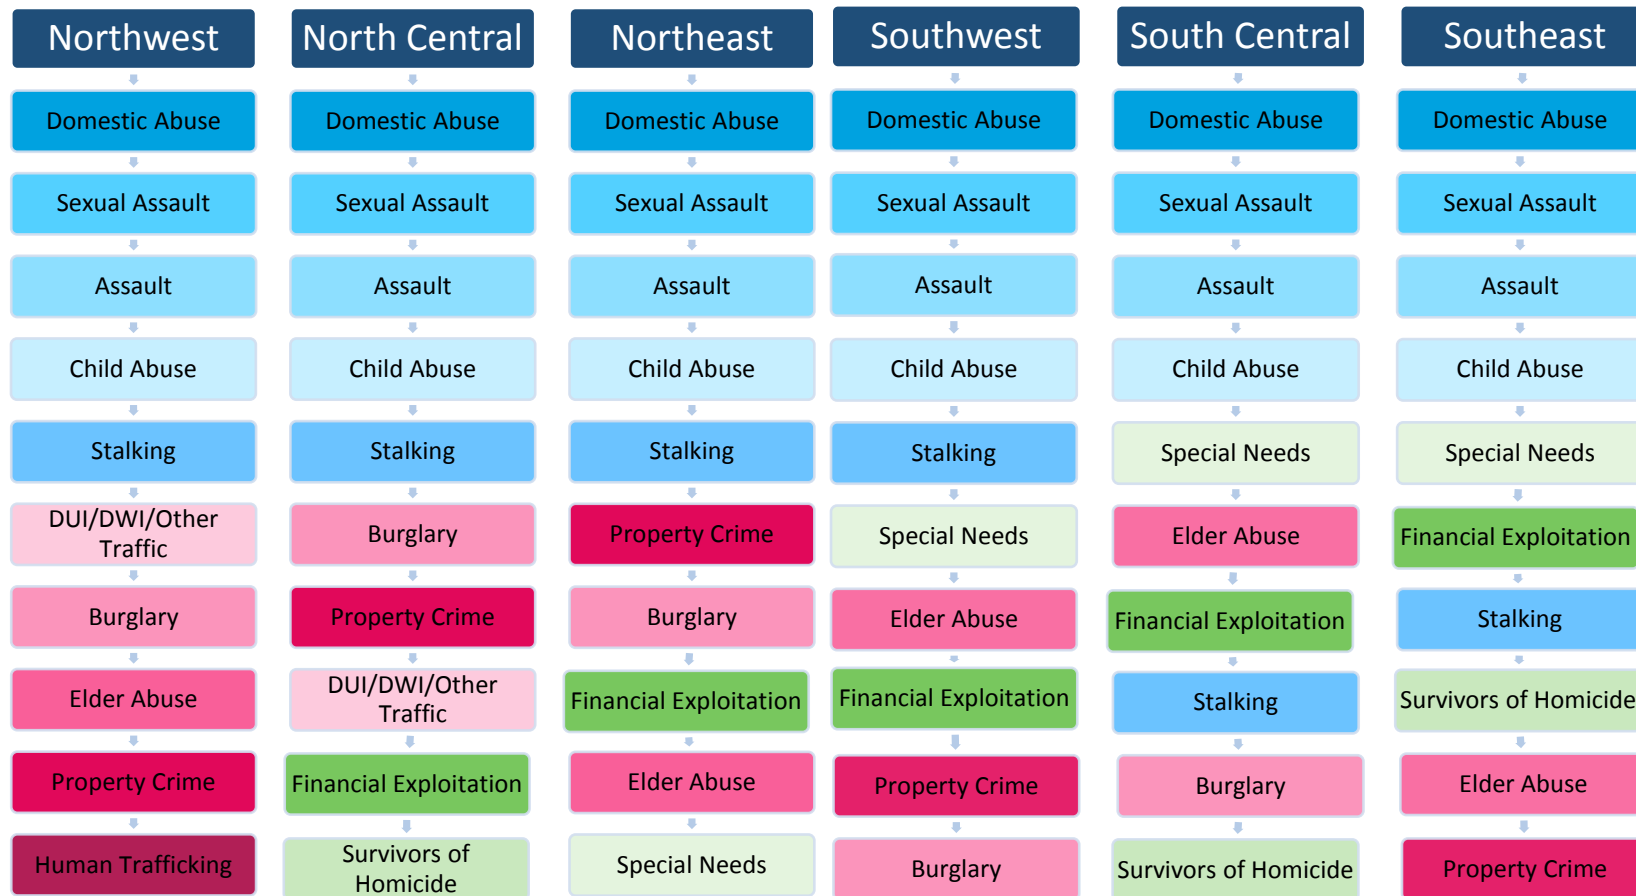 Northwest
Domestic Abuse
Sexual Assault
Assault
Child Abuse
Stalking
DUI/DWI/Other
Traffic
Burglary
Elder Abuse
Property Crime
Human Trafficking
North Central
Domestic Abuse
Sexual Assault
Assault
Child Abuse
Stalking
Burglary
Property Crime
DUI/DWI/Other
Traffic
Financial Exploitation
Survivors of
Homicide
Northeast
Domestic Abuse
Sexual Assault
Assault
Child Abuse
Stalking
Property Crime
Burglary
Financial Exploitation
Elder Abuse
Special Needs
Southwest
Domestic Abuse
Sexual Assault
Assault
Child Abuse
Stalking
Special Needs
Elder Abuse
Financial Exploitation
Property Crime
Burglary
South Central
Domestic Abuse
Sexual Assault
Assault
Child Abuse
Special Needs
Elder Abuse
Financial Exploitation
Stalking
Burglary
Survivors of Homicide
Southeast
Domestic Abuse
Sexual Assault
Assault
Child Abuse
Special Needs
Financial Exploitation
Stalking
Survivors of Homicide
Elder Abuse
Property Crime